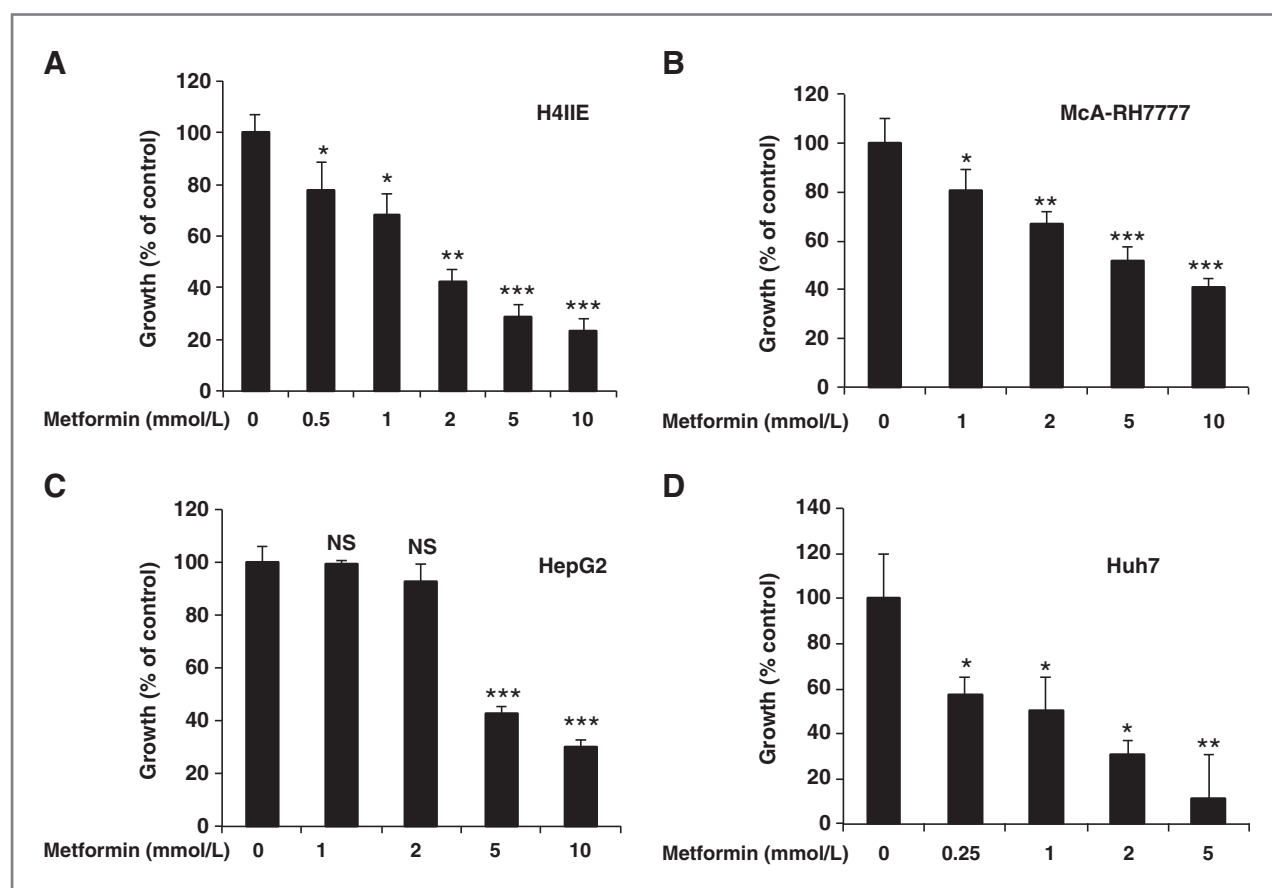 A
H4IIE
Growth (% of control)
120
100
80
60
40
20
0
*
*
**
***
***
Metformin (mmol/L) 0 0.5 1 2 5 10
B
McA-RH7777
Growth (% of control)
120
100
80
60
40
20
0
*
**
***
***
Metformin (mmol/L) 0 1 2 5 10
C
HepG2
Growth (% of control)
120
100
80
60
40
20
0
NS
NS
***
***
Metformin (mmol/L) 0 1 2 5 10
D
Huh7
Growth (% control)
140
120
100
80
60
40
20
0
*
*
*
**
Metformin (mmol/L) 0 0.25 1 2 5